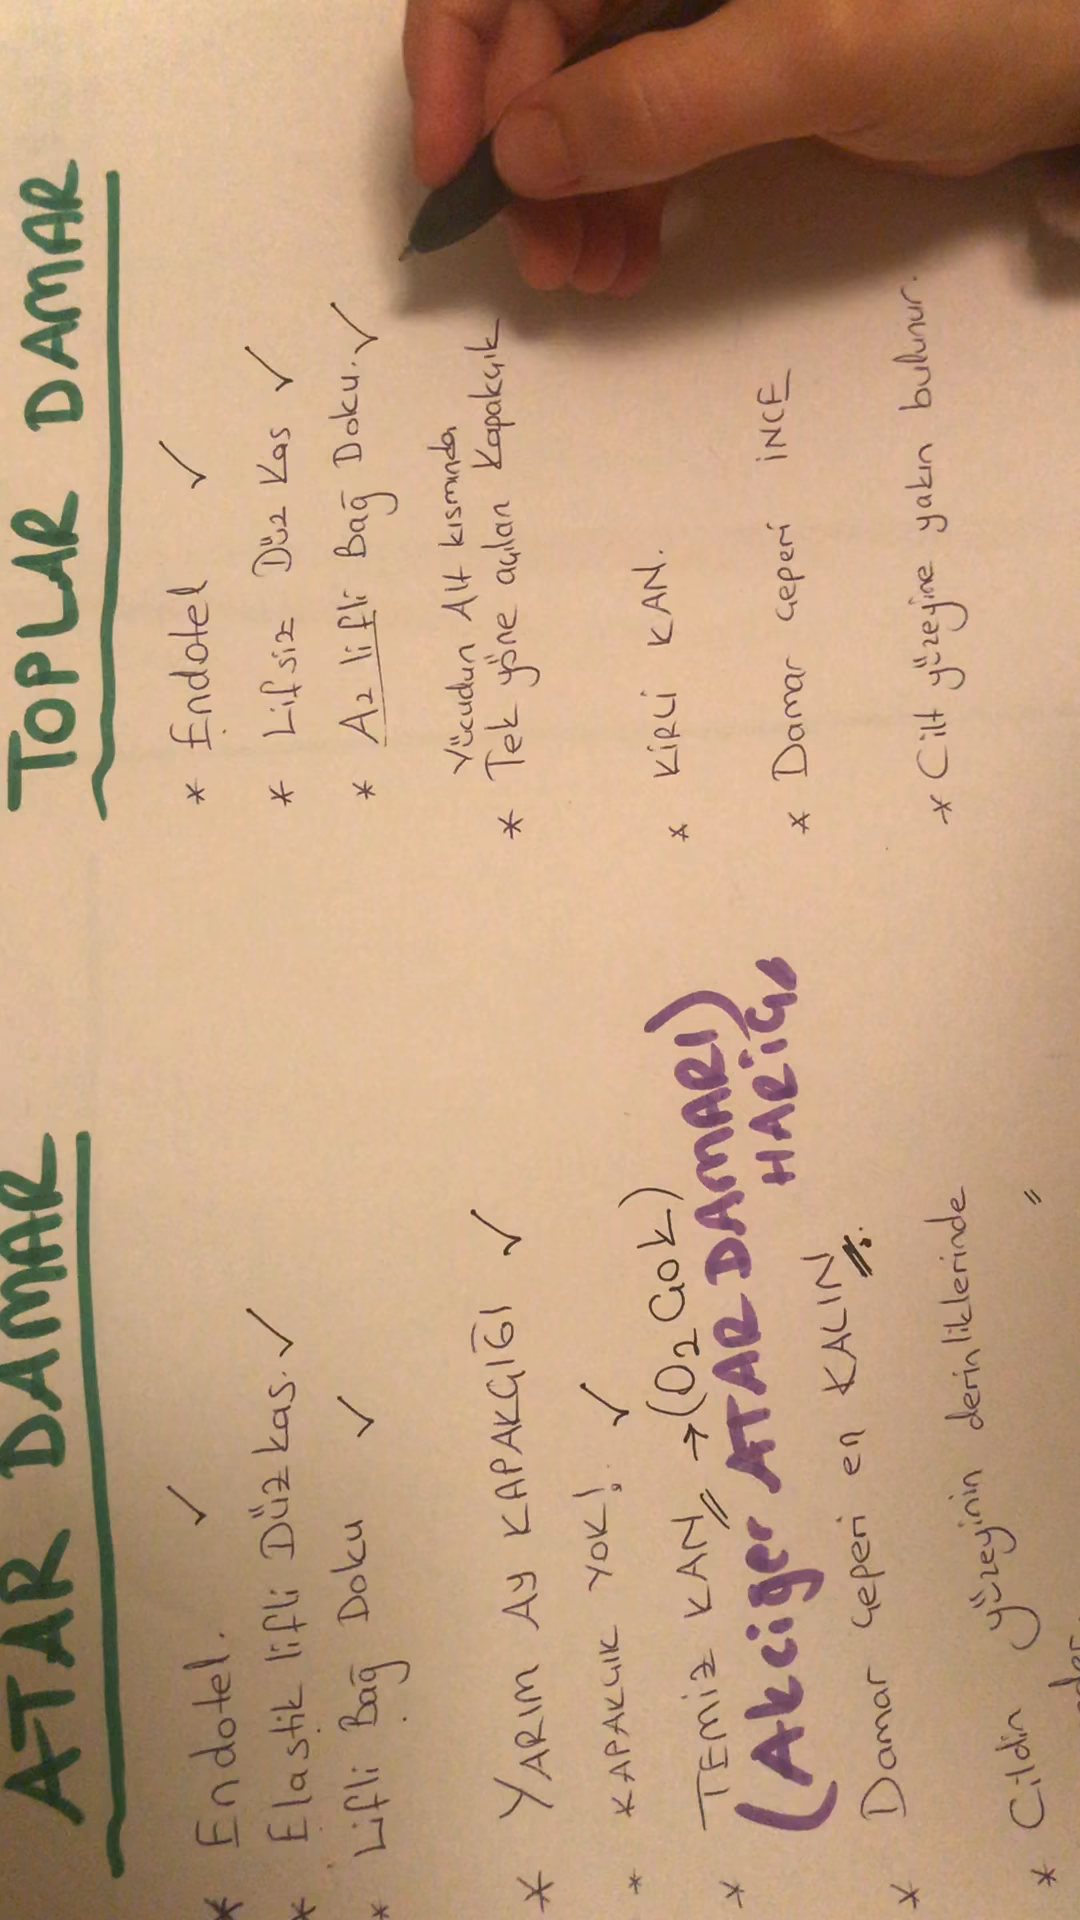 ATAR DAMAR
* Endotel. ✓
* Elastik lifli Düz kas. ✓
* Lifli Bağ Doku ✓
* YARIM Ay KAPAKÇIĞI ✓
* KAPAKÇIK YOK! ✓
* TEMİZ KAN → (O2 ÇOK)
(Akciğer ATAR DAMARI)
HARİÇ
* Damar çeperi en KALIN
* Cildin yüzeyinin derinliklerinde "
TOPLAR DAMAR
* Endotel ✓
* Lifsiz Düz Kas ✓
* Az lifli Bağ Doku. ✓
Vücudun Alt kısmında
* Tek yöne açılan Kapakçık
* KİRLİ KAN.
* Damar çeperi İNCE
* Cilt yüzeyine yakın bulunur.